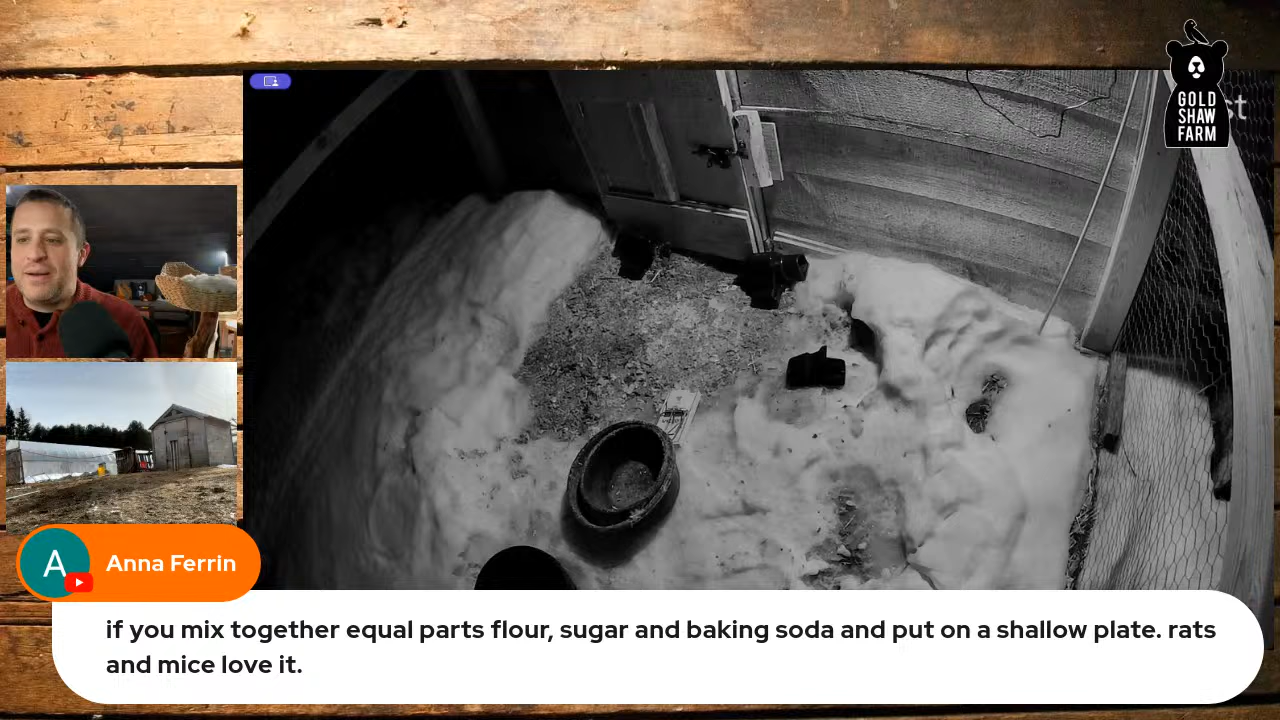 GOLD
SHAW
FARM
st
A
Anna Ferrin
if you mix together equal parts flour, sugar and baking soda and put on a shallow plate. rats
and mice love it.